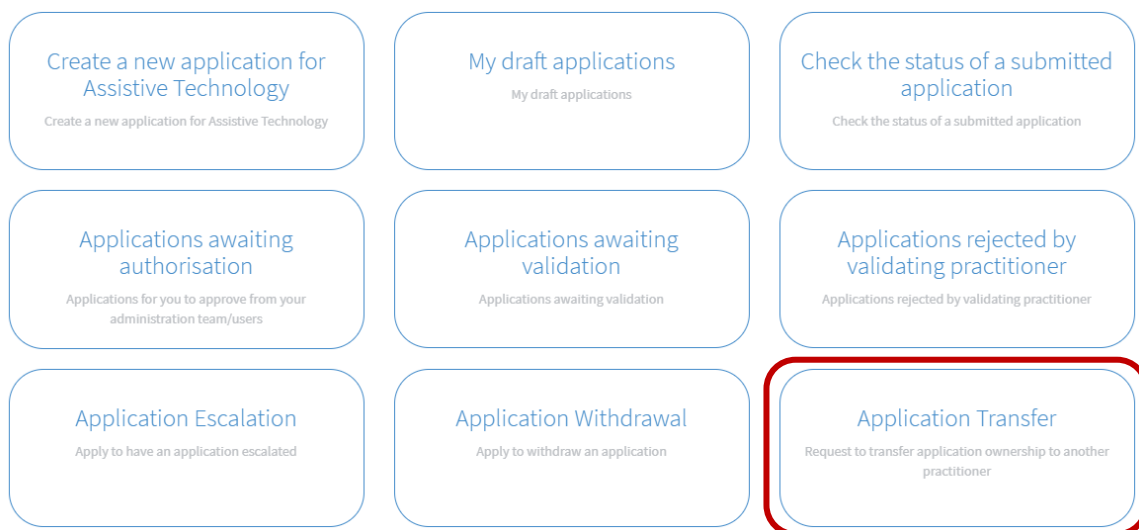 Create a new application for
Assistive Technology
Create a new application for Assistive Technology
My draft applications
My draft applications
Check the status of a submitted
application
Check the status of a submitted application
Applications awaiting
authorisation
Applications for you to approve from your
administration team/users
Applications awaiting
validation
Applications awaiting validation
Applications rejected by
validating practitioner
Applications rejected by validating practitioner
Application Escalation
Apply to have an application escalated
Application Withdrawal
Apply to withdraw an application
Application Transfer
Request to transfer application ownership to another
practitioner